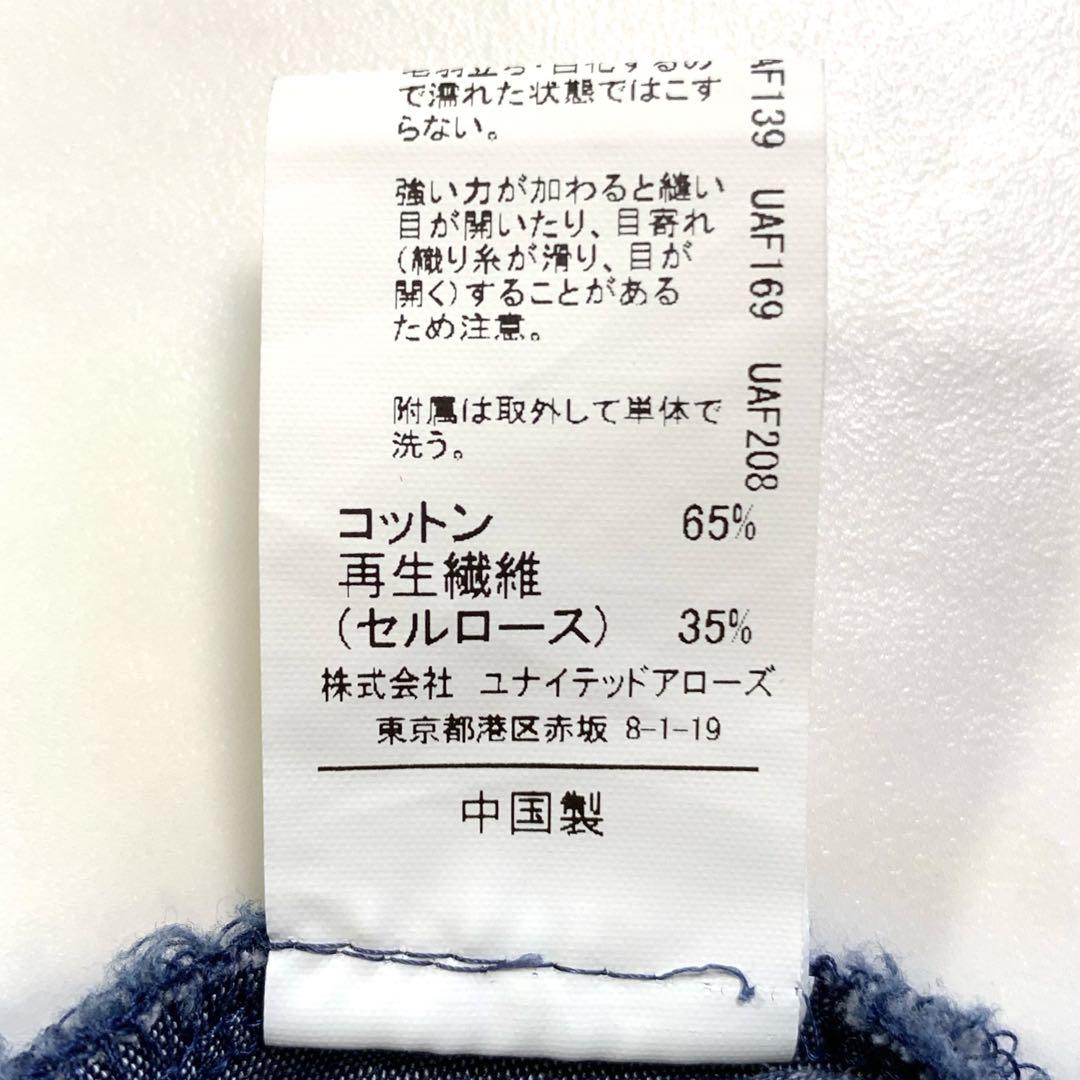 で濡れた状態ではこす
らない。
強い力が加わると縫い
目が開いたり、目寄れ
(織り糸が滑り、目が
開く)することがある
ため注意。
附属は取外して単体で
洗う。
コットン 65%
再生繊維
(セルロース) 35%
株式会社 ユナイテッドアローズ
東京都港区赤坂 8-1-19
中国製
UAF139 UAF169 UAF208